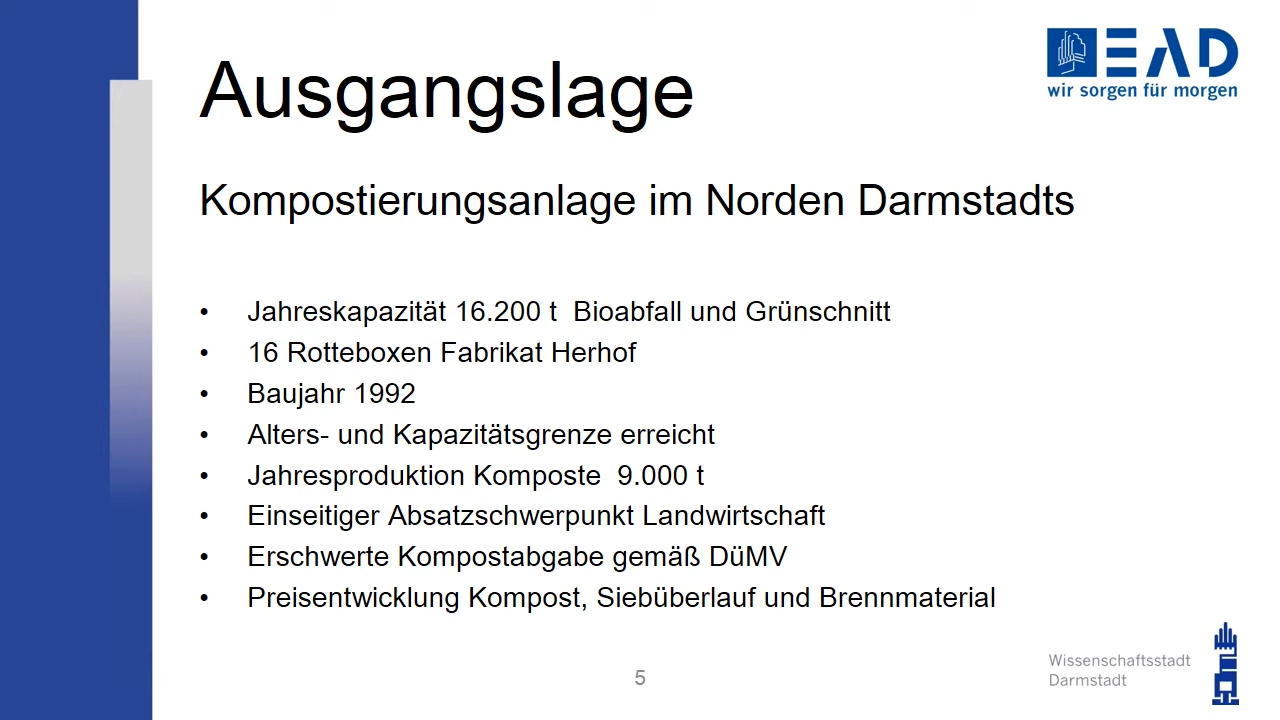 EAD
wir sorgen für morgen
Ausgangslage
Kompostierungsanlage im Norden Darmstadts
• Jahreskapazität 16.200 t  Bioabfall und Grünschnitt
• 16 Rotteboxen Fabrikat Herhof
• Baujahr 1992
• Alters- und Kapazitätsgrenze erreicht
• Jahresproduktion Komposte  9.000 t
• Einseitiger Absatzschwerpunkt Landwirtschaft
• Erschwerte Kompostabgabe gemäß DüMV
• Preisentwicklung Kompost, Siebüberlauf und Brennmaterial
5
Wissenschaftsstadt
Darmstadt